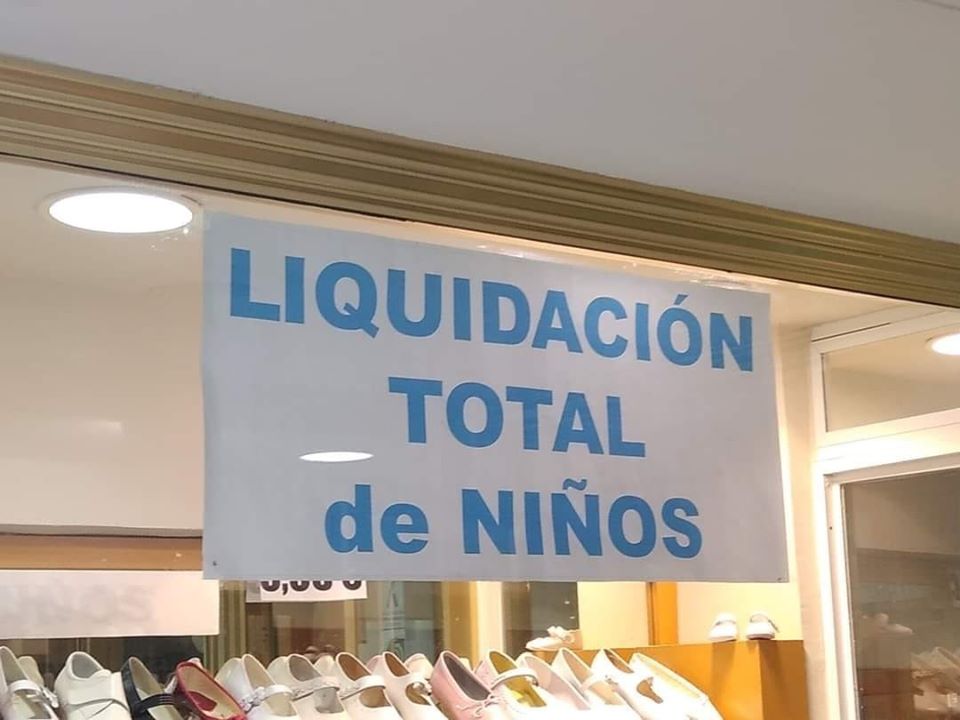 LIQUIDACIÓN
TOTAL
de NIÑOS